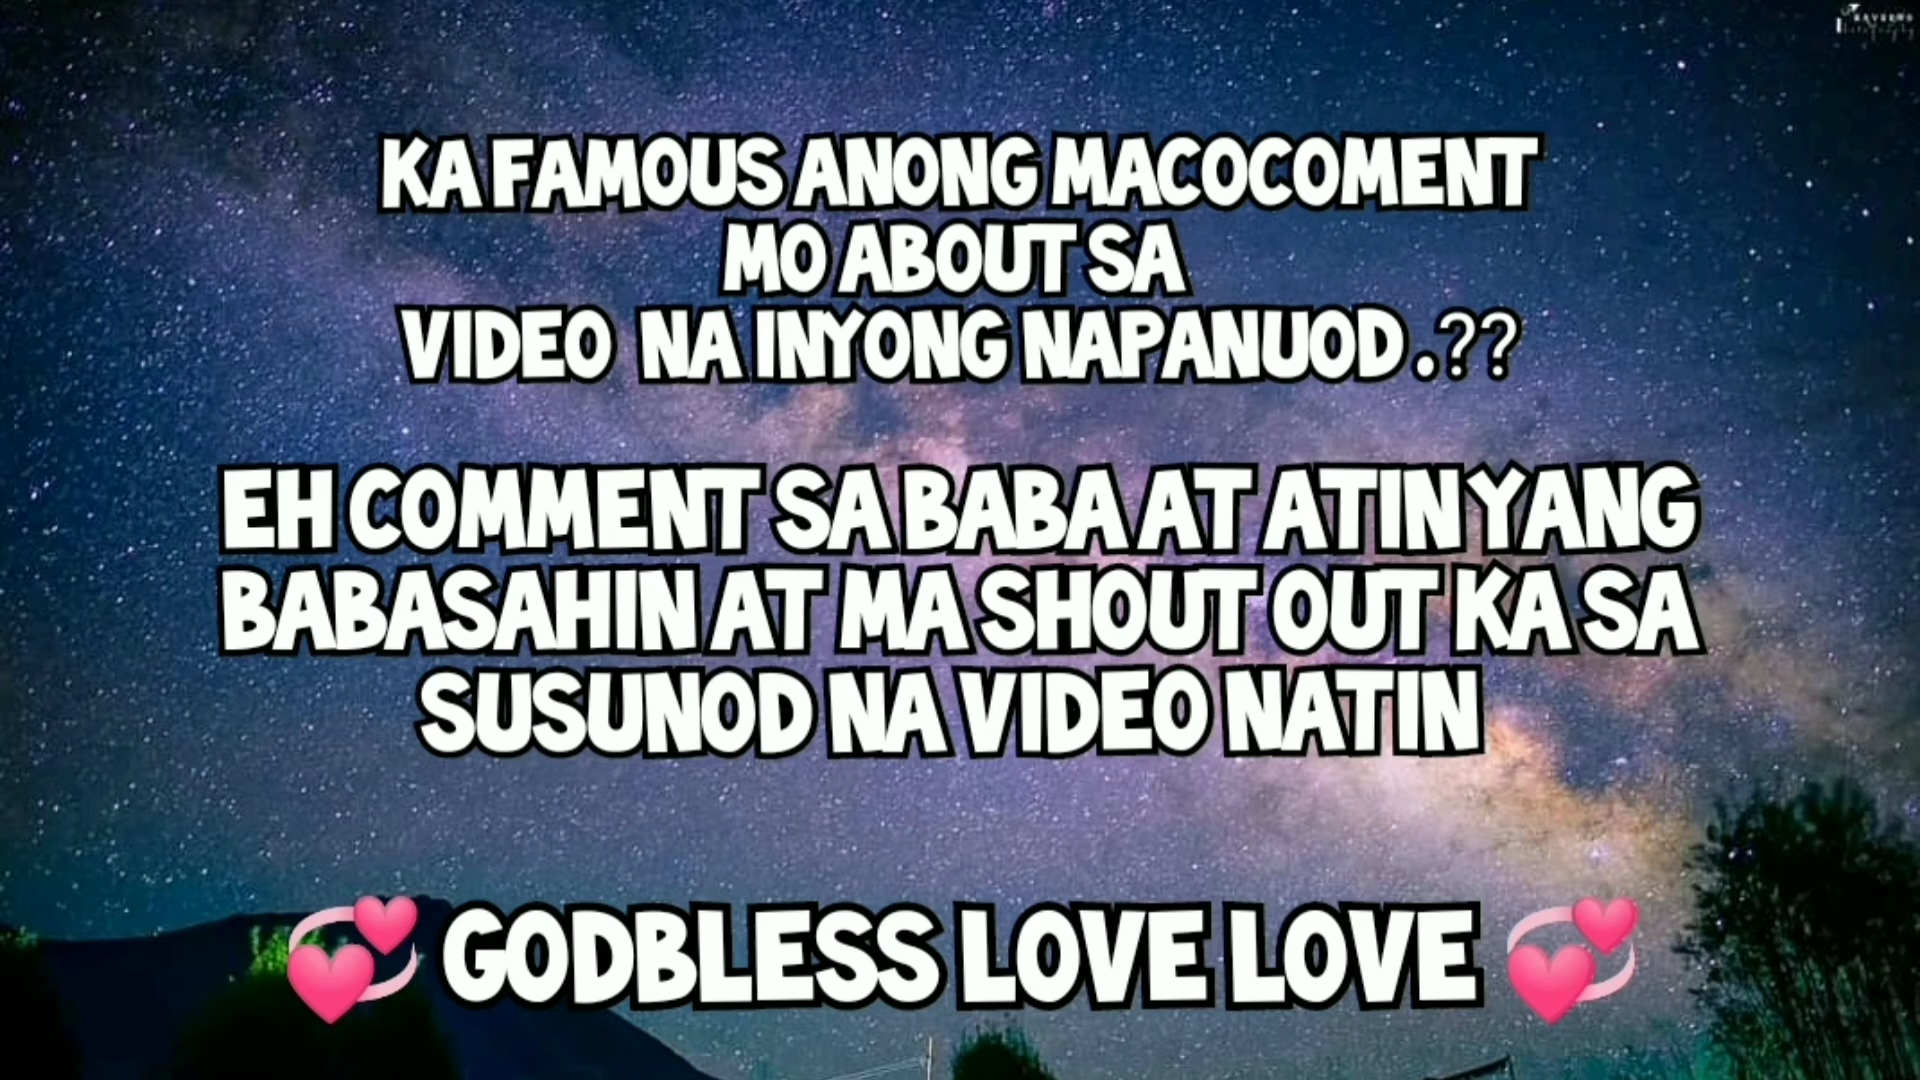 KA FAMOUS ANONG MACOCOMENT
MO ABOUT SA
VIDEO NA INYONG NAPANUOD .??
EH COMMENT SA BABA AT ATIN YANG
BABASAHIN AT MA SHOUT OUT KA SA
SUSUNOD NA VIDEO NATIN
💞 GODBLESS LOVE LOVE 💞